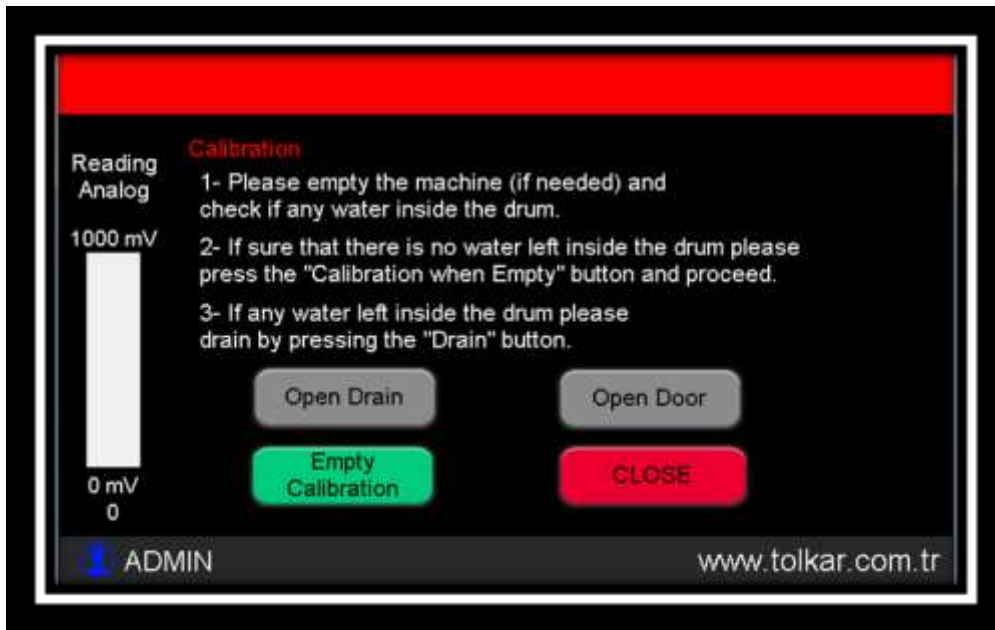 Calibration
Reading
Analog
1- Please empty the machine (if needed) and
check if any water inside the drum.
1000 mV
2- If sure that there is no water left inside the drum please
press the "Calibration when Empty" button and proceed.
3- If any water left inside the drum please
drain by pressing the "Drain" button.
Open Drain
Open Door
Empty
Calibration
CLOSE
0 mV
0
ADMIN
www.tolkar.com.tr